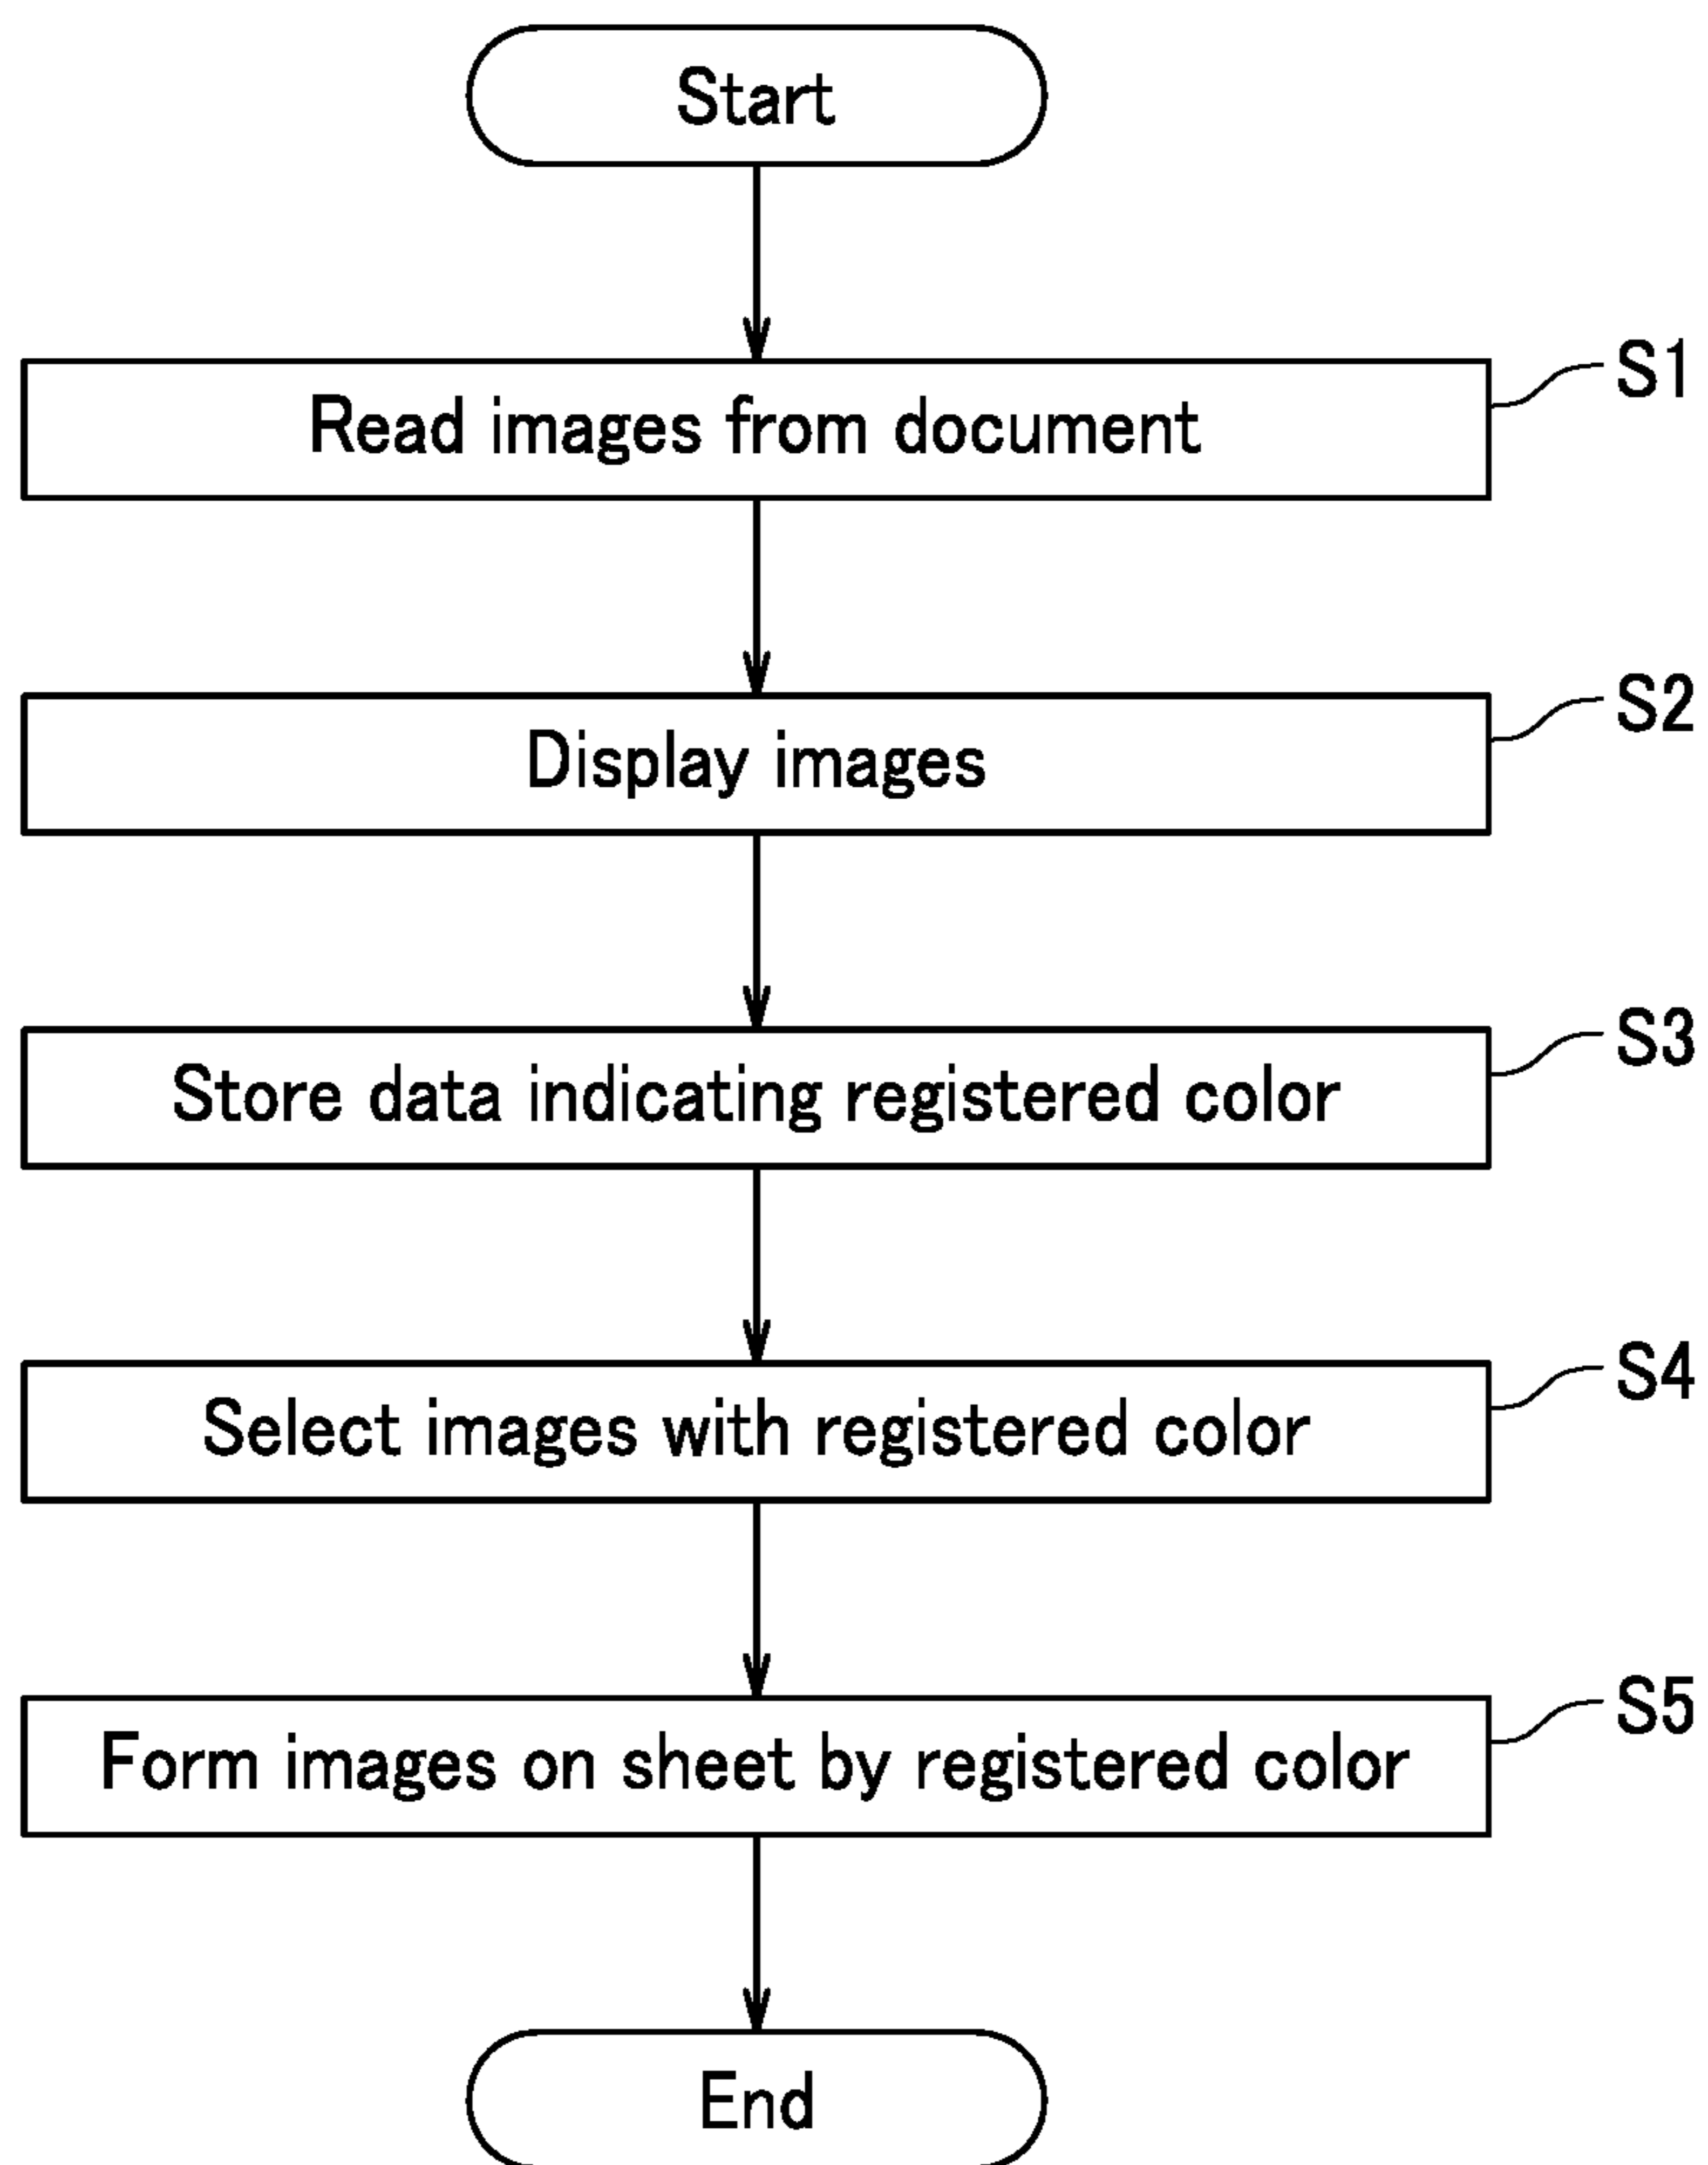 Start
Read images from document
S1
Display images
S2
Store data indicating registered color
S3
Select images with registered color
S4
Form images on sheet by registered color
S5
End